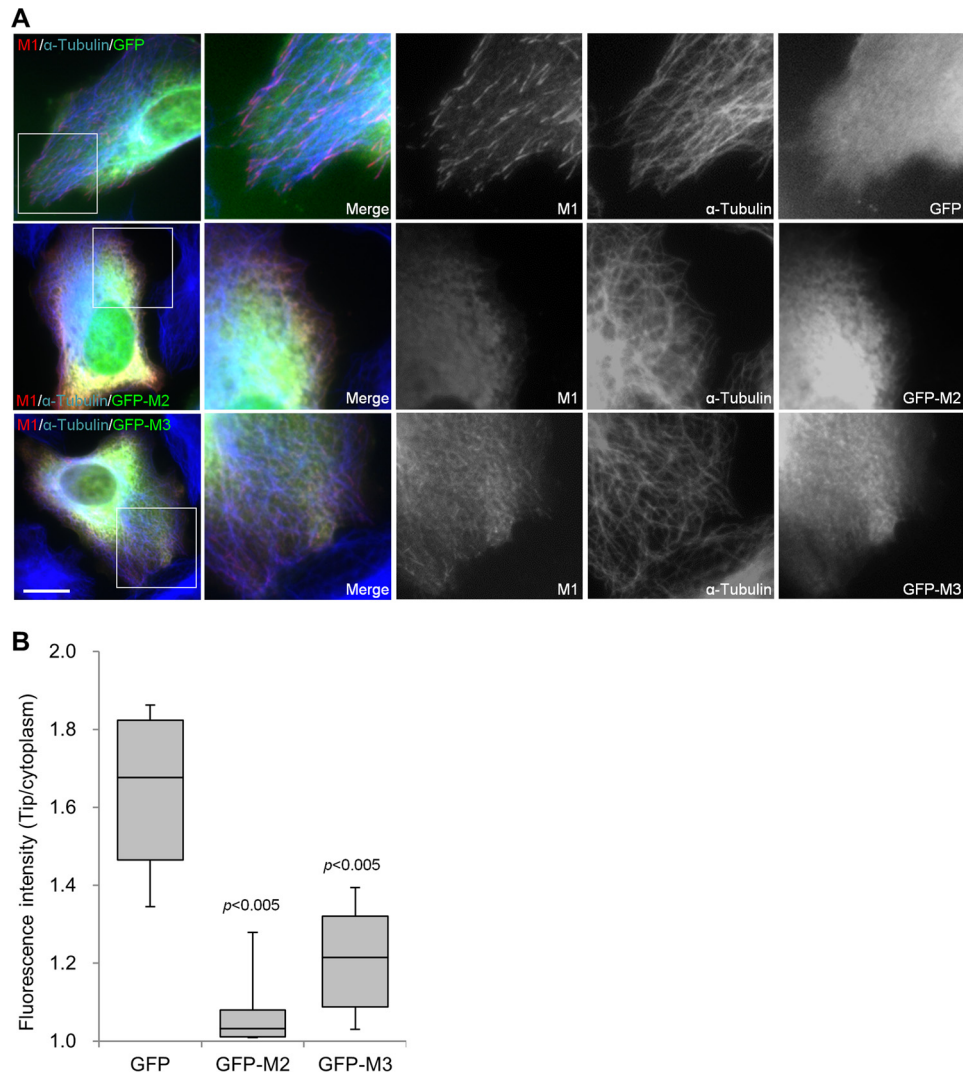 A
M1/α-Tubulin/GFP
Merge
M1
α-Tubulin
GFP
M1/α-Tubulin/GFP-M2
Merge
M1
α-Tubulin
GFP-M2
M1/α-Tubulin/GFP-M3
Merge
M1
α-Tubulin
GFP-M3
B
Fluorescence intensity (Tip/cytoplasm)
2.0
1.8
1.6
1.4
1.2
1.0
p<0.005
p<0.005
GFP
GFP-M2
GFP-M3